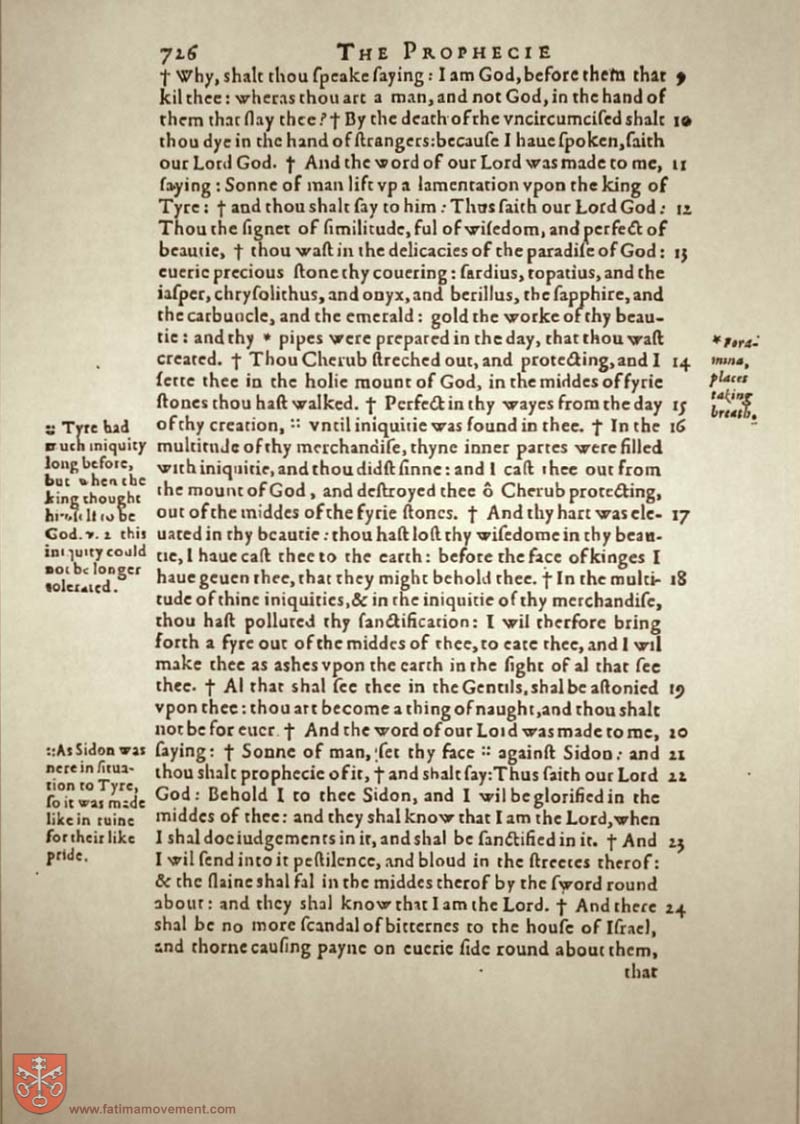 726 THE PROPHECIE
† Why, shalt thou ſpeake ſaying: I am God, before them that 9
kil thee: wheras thou art a man, and not God, in the hand of
them that ſlay thee? † By the death of the vncircumciſed shalt 10
thou dye in the hand of ſtrangers: becauſe I haue ſpoken, ſaith
our Lord God. † And the word of our Lord was made to me, 11
ſaying: Sonne of man lift vp a lamentation vpon the king of
Tyre: † and thou shalt ſay to him: Thus ſaith our Lord God: 12
Thou the ſignet of ſimilitude, ful of wiſedom, and perfect of
beautie, † thou waſt in the delicacies of the paradiſe of God: 13
euerie precious ſtone thy couering: ſardius, topatius, and the
iaſper, chryſolithus, and onyx, and berillus, the ſapphire, and
the carbuncle, and the emerald: gold the worke of thy beau-
tie: and thy * pipes were prepared in the day, that thou waſt
created. † Thou Cherub ſtreched out, and protecting, and I 14
ſette thee in the holie mount of God, in the middes of fyrie
ſtones thou haſt walked. † Perfect in thy wayes from the day 15
of thy creation, :: vntil iniquitie was found in thee. † In the 16
multitude of thy merchandiſe, thyne inner partes were filled
with iniquitie, and thou didſt ſinne: and I caſt thee out from
the mount of God, and deſtroyed thee ô Cherub protecting,
out of the middes of the fyrie ſtones. † And thy hart was ele- 17
uated in thy beautie: thou haſt loſt thy wiſedome in thy beau-
tie, I haue caſt thee to the earth: before the face of kinges I
haue geuen thee, that they might behold thee. † In the multi- 18
tude of thine iniquities, & in the iniquitie of thy merchandiſe,
thou haſt polluted thy ſanctification: I wil therfore bring
forth a fyre out of the middes of thee, to eate thee, and I wil
make thee as ashes vpon the earth in the ſight of al that ſee
thee. † Al that shal ſee thee in the Gentils, shal be aſtonied 19
vpon thee: thou art become a thing of naught, and thou shalt
not be for euer. † And the word of our Lord was made to me, 20
ſaying: † Sonne of man, ſet thy face :: againſt Sidon: and 21
thou shalt prophecie of it, † and shalt ſay: Thus ſaith our Lord 22
God: Behold I to thee Sidon, and I wil be glorified in the
middes of thee: and they shal know that I am the Lord, when
I shal doe iudgements in it, and shal be ſanctified in it. † And 23
I wil ſend into it peſtilence, and bloud in the ſtreetes therof:
& the ſlaine shal fal in the middes therof by the ſword round
about: and they shal know that I am the Lord. † And there 24
shal be no more ſcandal of bitternes to the houſe of Iſrael,
and thorne cauſing payne on euerie ſide round about them,
that
* Fora-
mina,
places
taking
breath.
:: Tyre had
much iniquity
long before,
but when the
king thought
himſelf to be
God. v. 2 this
iniquity could
not be longer
tolerated.
:: As Sidon was
nere in ſitua-
tion to Tyre,
ſo it was made
like in ruine
for their like
pride.
www.fatimamovement.com